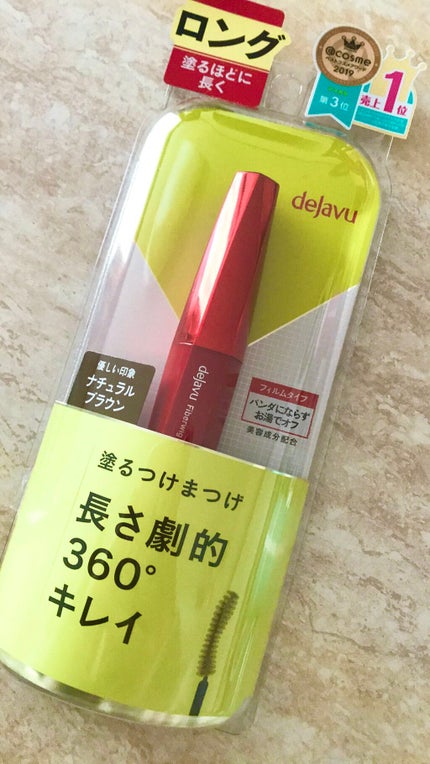 ロング
塗るほどに
長く
@cosme
2019
第3位
売上1位
dejavu
dejavu Fiberwig
優しい印象
ナチュラル
ブラウン
フィルムタイプ
パンダにならず
お湯でオフ
美容成分配合
塗るつけまつげ
長さ劇的
360°
キレイ